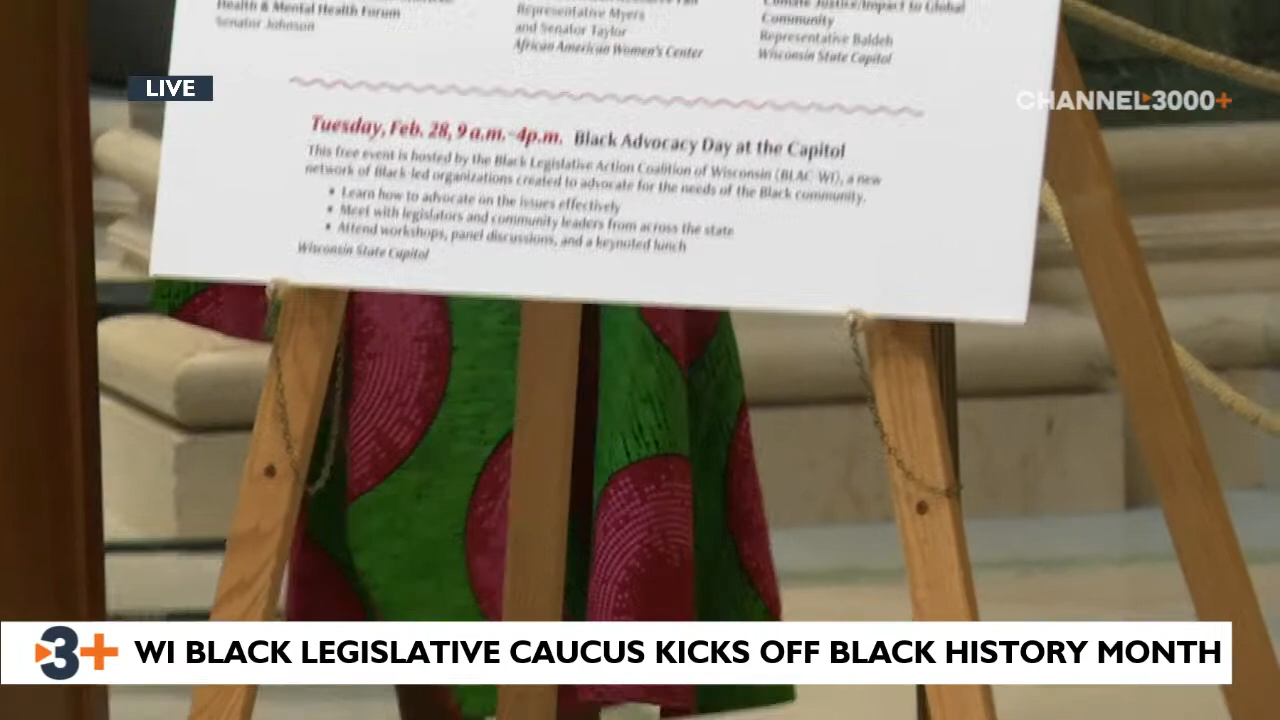 Health & Mental Health Forum
Senator Johnson
Representative Myers
and Senator Taylor
African American Women's Center
Climate Justice/Impact to Global
Community
Representative Baldeh
Wisconsin State Capitol
LIVE
CHANNEL3000+
Tuesday, Feb. 28, 9 a.m.-4p.m. Black Advocacy Day at the Capitol
This free event is hosted by the Black Legislative Action Coalition of Wisconsin (BLAC-WI), a new
network of Black-led organizations created to advocate for the needs of the Black community.
• Learn how to advocate on the issues effectively
• Meet with legislators and community leaders from across the state
• Attend workshops, panel discussions, and a keynoted lunch
Wisconsin State Capitol
3+ WI BLACK LEGISLATIVE CAUCUS KICKS OFF BLACK HISTORY MONTH